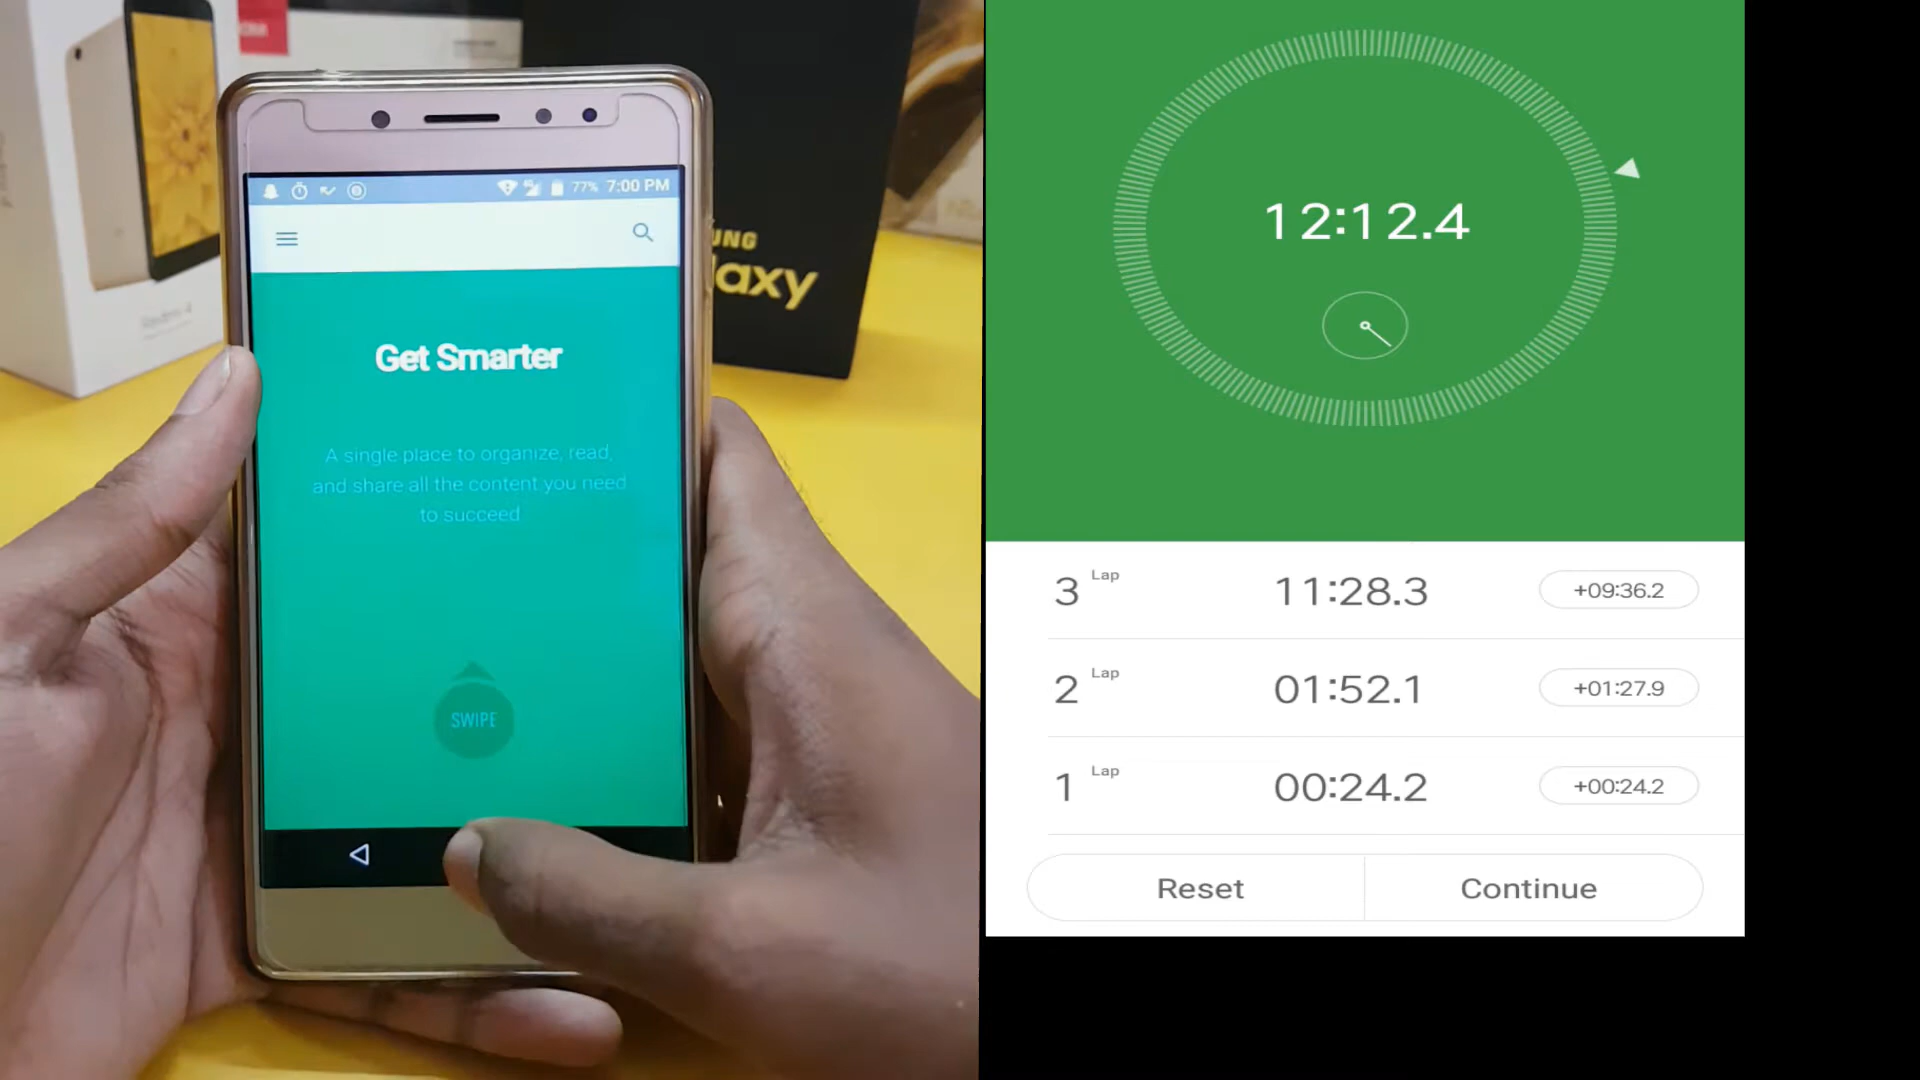 77% 7:00 PM
UNG
laxy
Get Smarter
A single place to organize, read,
and share all the content you need
to succeed
SWIPE
12:12.4
3 Lap 11:28.3 +09:36.2
2 Lap 01:52.1 +01:27.9
1 Lap 00:24.2 +00:24.2
Reset Continue